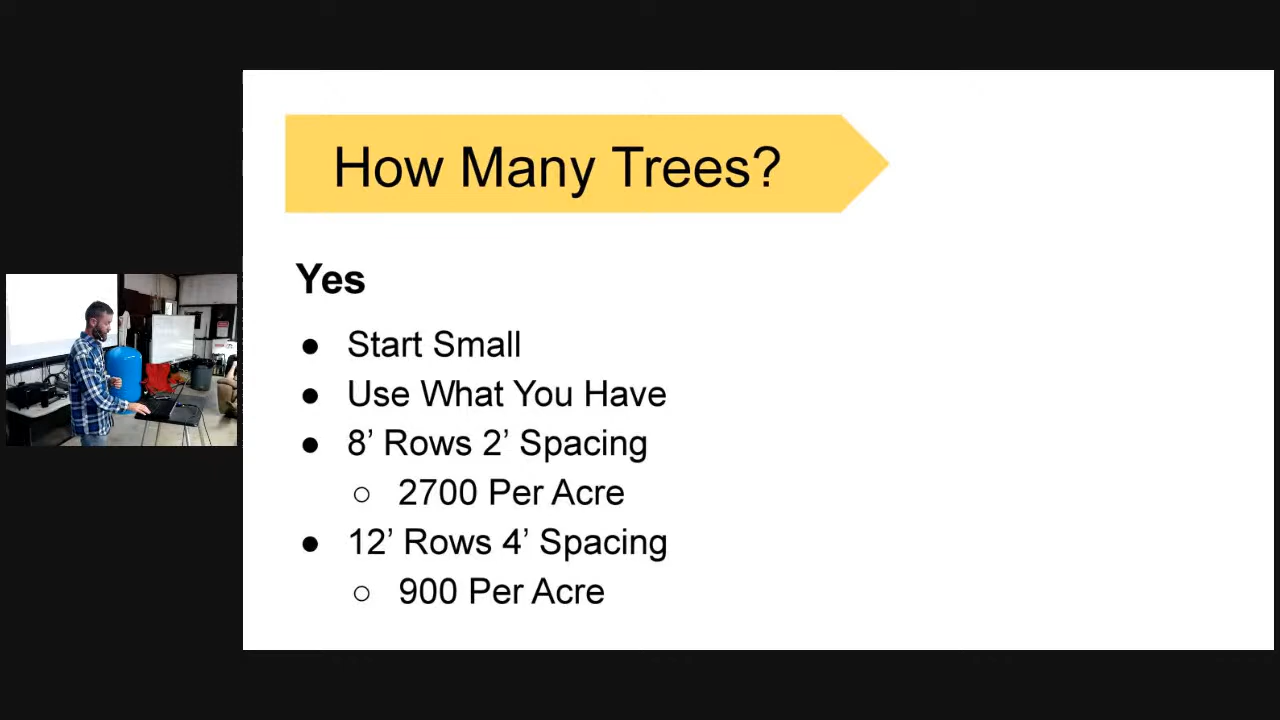 How Many Trees?
Yes
● Start Small
● Use What You Have
● 8’ Rows 2’ Spacing
○ 2700 Per Acre
● 12’ Rows 4’ Spacing
○ 900 Per Acre